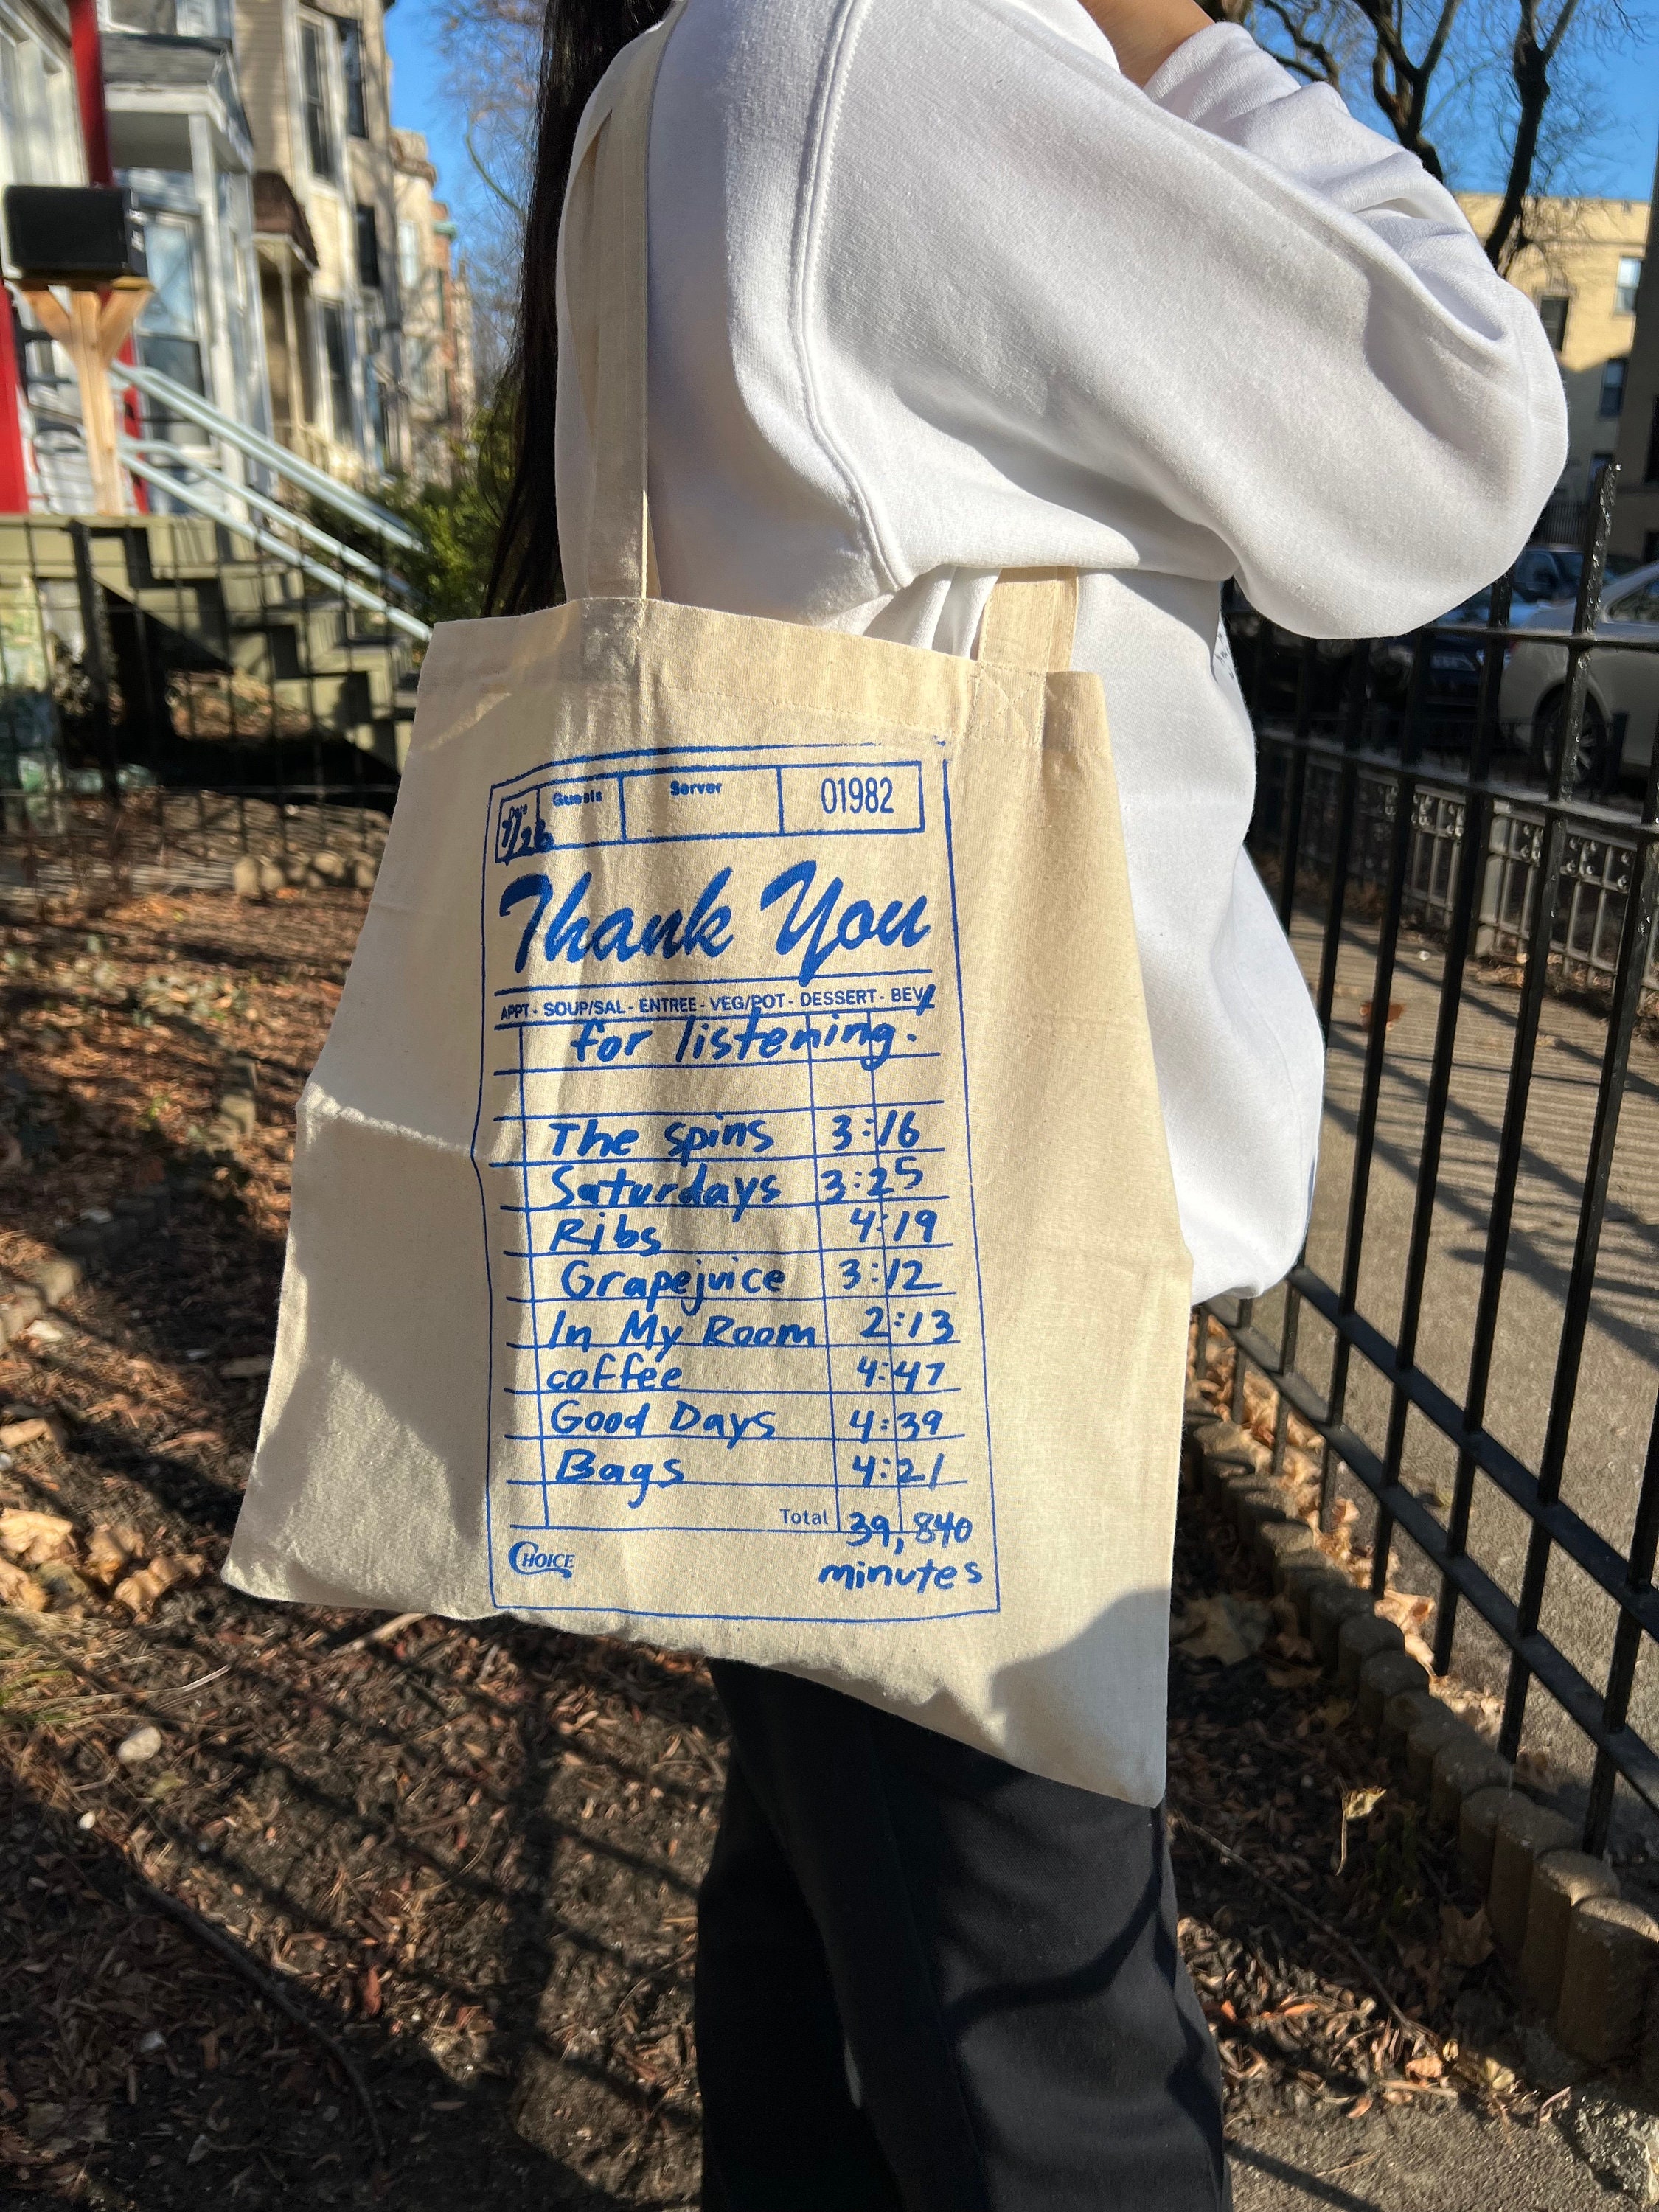 Date Guests Server 01982
7/26
Thank You
APPT - SOUP/SAL - ENTREE - VEG/POT - DESSERT - BEV
for listening.
The spins 3:16
Saturdays 3:25
Ribs 4:19
Grapejuice 3:12
In My Room 2:13
coffee 4:47
Good Days 4:39
Bags 4:21
Total 39,840
CHOICE minutes